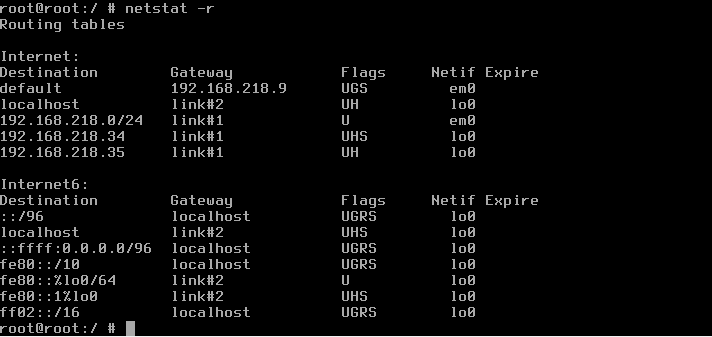 root@root:/ # netstat -r
Routing tables
Internet:
Destination Gateway Flags Netif Expire
default 192.168.218.9 UGS em0
localhost link#2 UH lo0
192.168.218.0/24 link#1 U em0
192.168.218.34 link#1 UHS lo0
192.168.218.35 link#1 UH lo0
Internet6:
Destination Gateway Flags Netif Expire
::/96 localhost UGRS lo0
localhost link#2 UHS lo0
::ffff:0.0.0.0/96 localhost UGRS lo0
fe80::/10 localhost UGRS lo0
fe80::%lo0/64 link#2 U lo0
fe80::1%lo0 link#2 UHS lo0
ff02::/16 localhost UGRS lo0
root@root:/ #